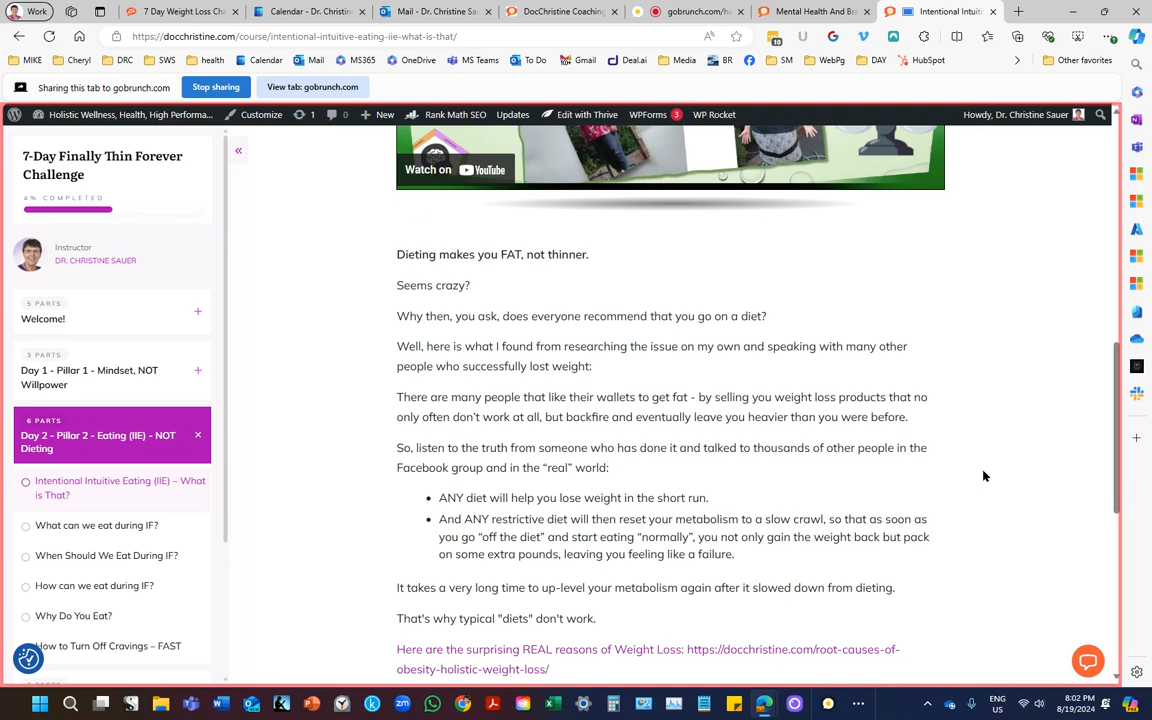 Work
7 Day Weight Loss Cha
Calendar - Dr. Christine
Mail - Dr. Christine Sau
DocChristine Coaching
gobrunch.com/ha
Mental Health And Bra
Intentional Intuiti
https://docchristine.com/course/intentional-intuitive-eating-iie-what-is-that/
10
MIKE
Cheryl
DRC
SWS
health
Calendar
Mail
MS365
OneDrive
MS Teams
To Do
Gmail
Deal.ai
Media
BR
SM
WebPg
DAY
HubSpot
Other favorites
Sharing this tab to gobrunch.com
Stop sharing
View tab: gobrunch.com
Holistic Wellness, Health, High Performa...
Customize
1
0
New
Rank Math SEO
Updates
Edit with Thrive
WPForms 3
WP Rocket
Howdy, Dr. Christine Sauer
7-Day Finally Thin Forever
Challenge
4% COMPLETED
Instructor
DR. CHRISTINE SAUER
5 PARTS
Welcome!
3 PARTS
Day 1 - Pillar 1 - Mindset, NOT
Willpower
6 PARTS
Day 2 - Pillar 2 - Eating (IIE) - NOT
Dieting
Intentional Intuitive Eating (IIE) – What
is That?
What can we eat during IF?
When Should We Eat During IF?
How can we eat during IF?
Why Do You Eat?
How to Turn Off Cravings – FAST
Watch on YouTube
Dieting makes you FAT, not thinner.
Seems crazy?
Why then, you ask, does everyone recommend that you go on a diet?
Well, here is what I found from researching the issue on my own and speaking with many other
people who successfully lost weight:
There are many people that like their wallets to get fat - by selling you weight loss products that no
only often don't work at all, but backfire and eventually leave you heavier than you were before.
So, listen to the truth from someone who has done it and talked to thousands of other people in the
Facebook group and in the “real” world:
• ANY diet will help you lose weight in the short run.
• And ANY restrictive diet will then reset your metabolism to a slow crawl, so that as soon as
you go “off the diet” and start eating “normally”, you not only gain the weight back but pack
on some extra pounds, leaving you feeling like a failure.
It takes a very long time to up-level your metabolism again after it slowed down from dieting.
That's why typical "diets" don't work.
Here are the surprising REAL reasons of Weight Loss: https://docchristine.com/root-causes-of-
obesity-holistic-weight-loss/
ENG
US
8:02 PM
8/19/2024